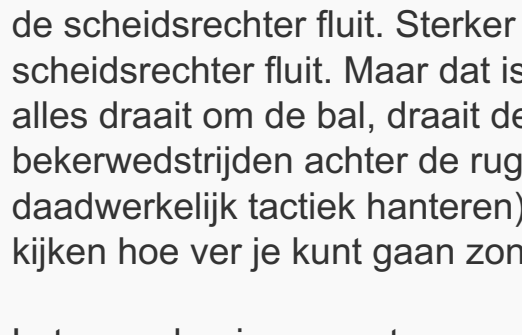 de scheidsrechter fluit. Sterker
scheidsrechter fluit. Maar dat is
alles draait om de bal, draait de
bekerwedstrijden achter de rug
daadwerkelijk tactiek hanteren)
kijken hoe ver je kunt gaan zon